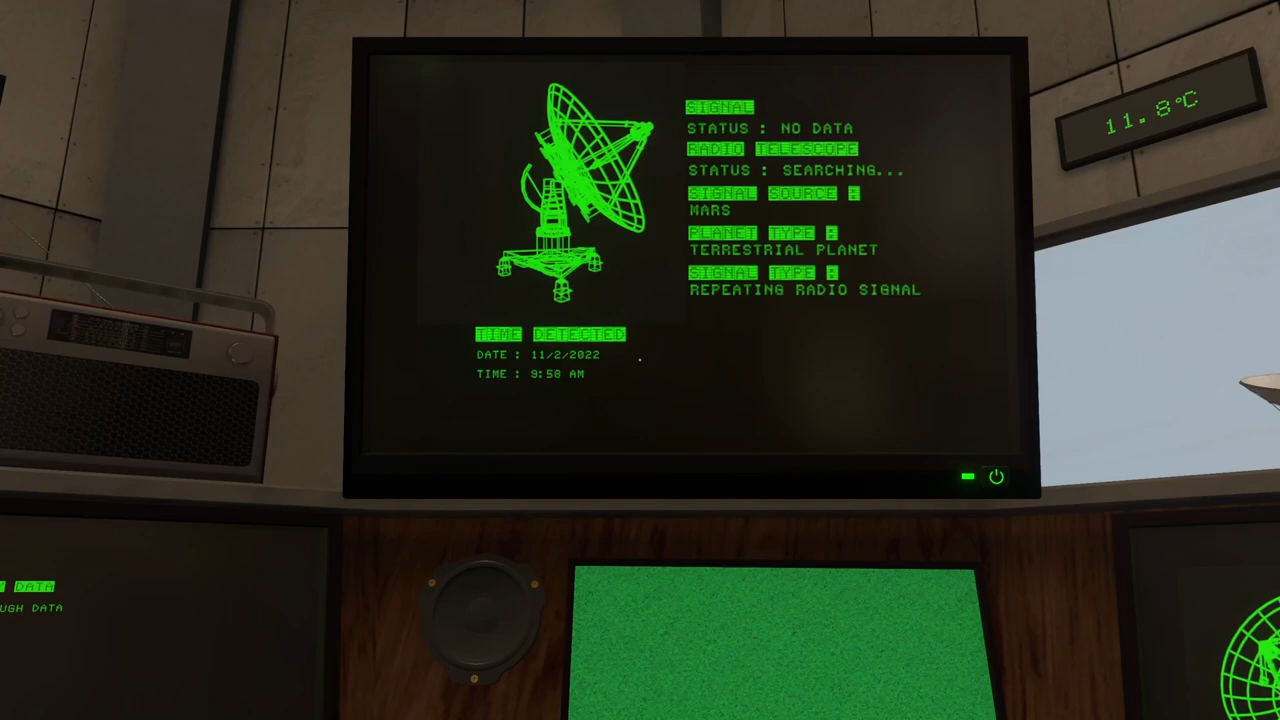 SIGNAL
STATUS : NO DATA
RADIO TELESCOPE
STATUS : SEARCHING...
SIGNAL SOURCE :
MARS
PLANET TYPE :
TERRESTRIAL PLANET
SIGNAL TYPE :
REPEATING RADIO SIGNAL
TIME DETECTED
DATE : 11/2/2022
TIME : 9:58 AM
11.8°C
DATA
UGH DATA